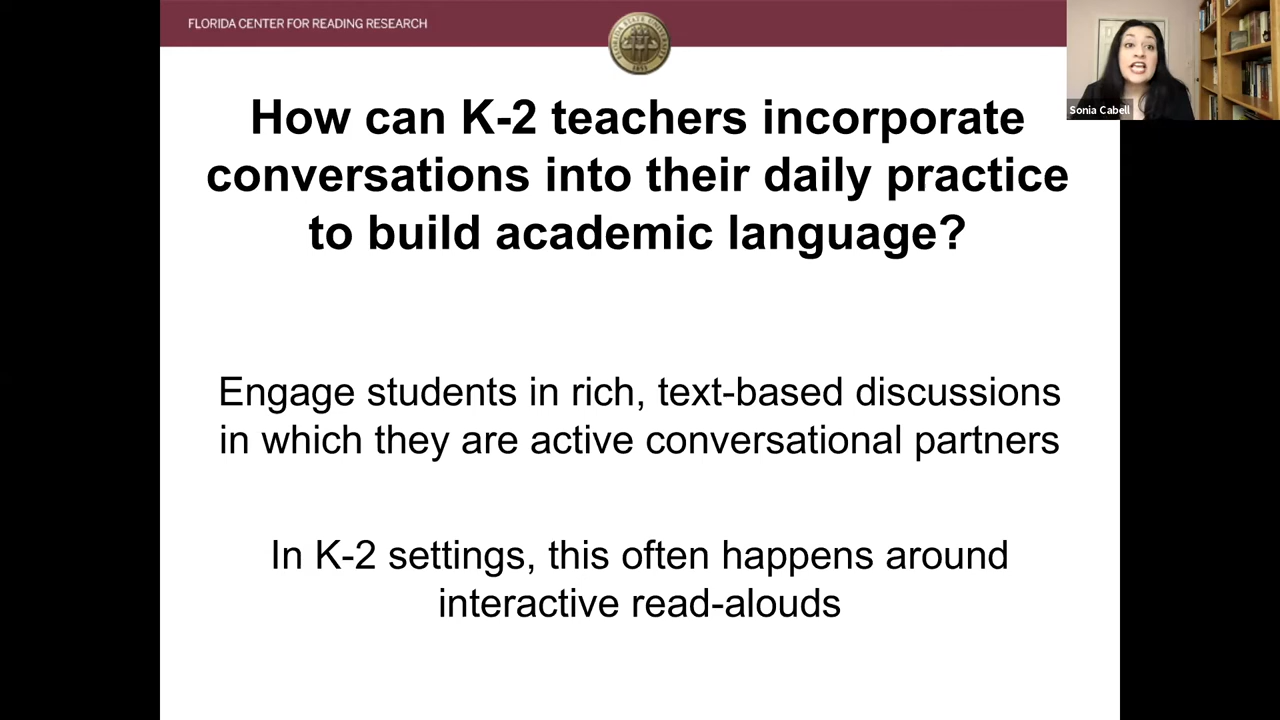 FLORIDA CENTER FOR READING RESEARCH
Sonia Cabell
How can K-2 teachers incorporate
conversations into their daily practice
to build academic language?
Engage students in rich, text-based discussions
in which they are active conversational partners
In K-2 settings, this often happens around
interactive read-alouds